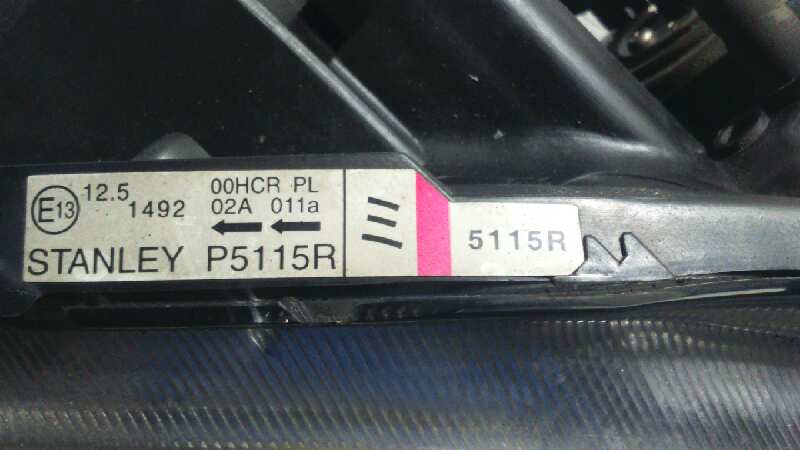 E13 12.5 1492 00HCR PL
02A 011a
STANLEY P5115R
5115R